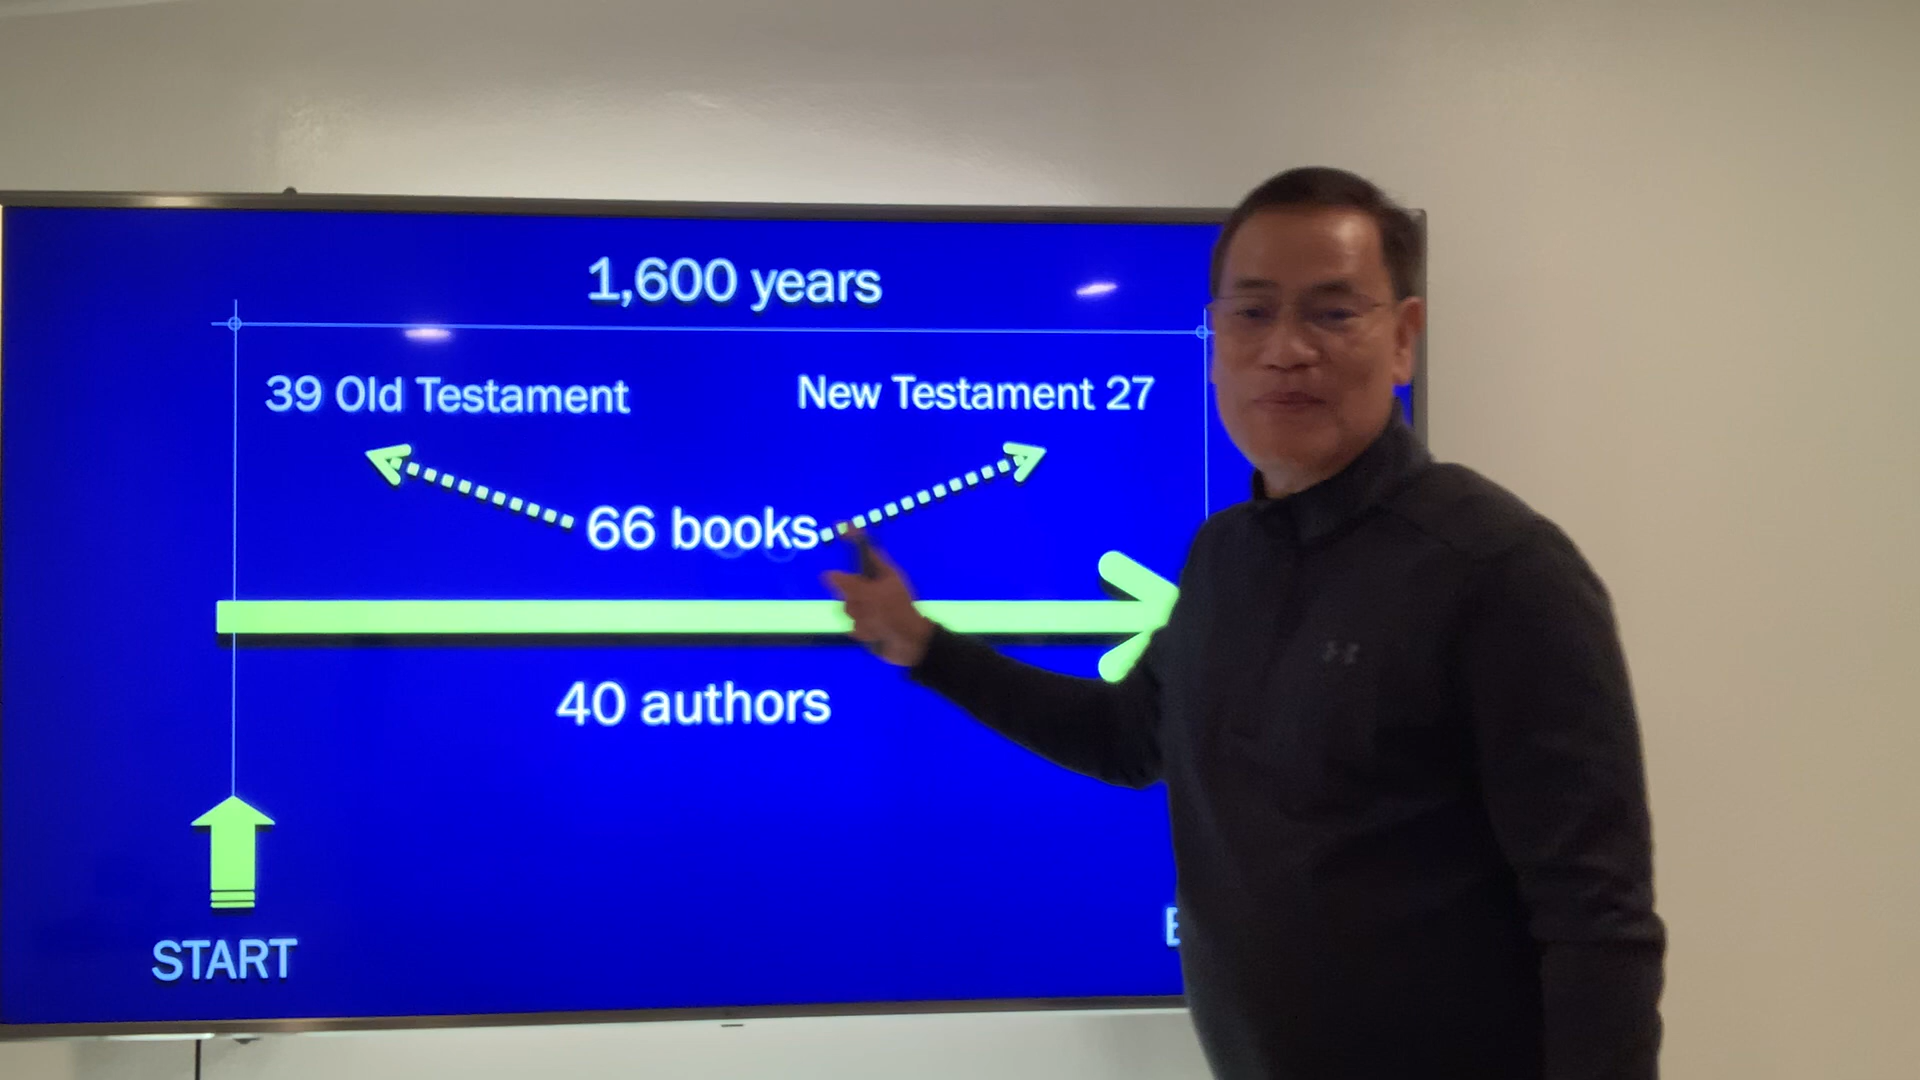 1,600 years
39 Old Testament
New Testament 27
66 books
40 authors
START